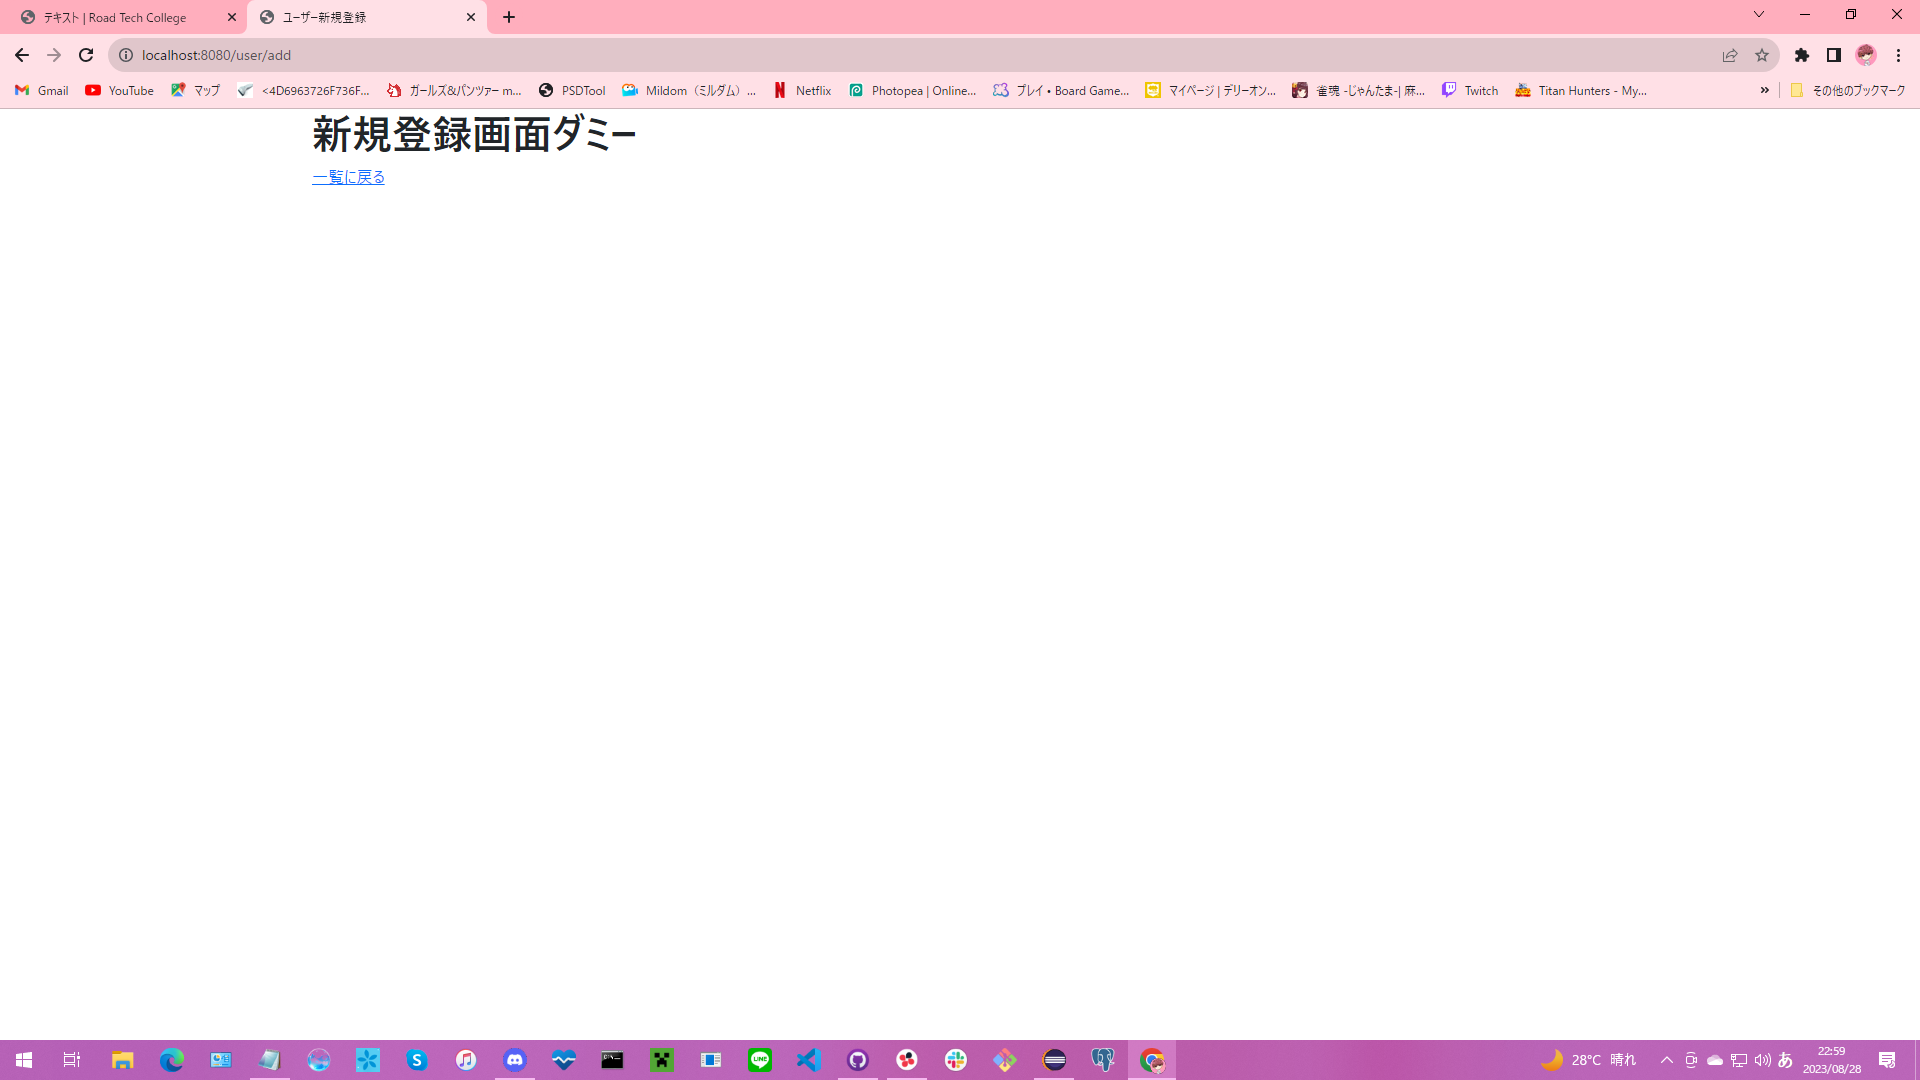 テキスト | Road Tech College
ユーザー新規登録
localhost:8080/user/add
Gmail
YouTube
マップ
<4D6963726F736F...
ガールズ&パンツァー m...
PSDTool
Mildom（ミルダム）...
Netflix
Photopea | Online...
プレイ • Board Game...
マイページ | デリーオン...
雀魂 -じゃんたま-| 麻...
Twitch
Titan Hunters - My...
»
その他のブックマーク
新規登録画面ダミー
一覧に戻る
28°C 晴れ
あ
22:59
2023/08/28